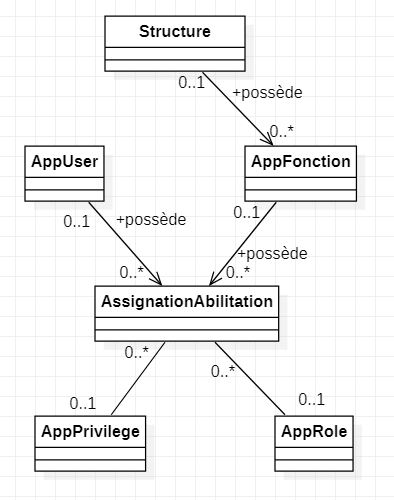 Structure
0..1
+possède
0..*
AppUser
AppFonction
0..1
+possède
0..1
+possède
0..*
0..*
AssignationAbilitation
0..*
0..*
0..1
0..1
AppPrivilege
AppRole